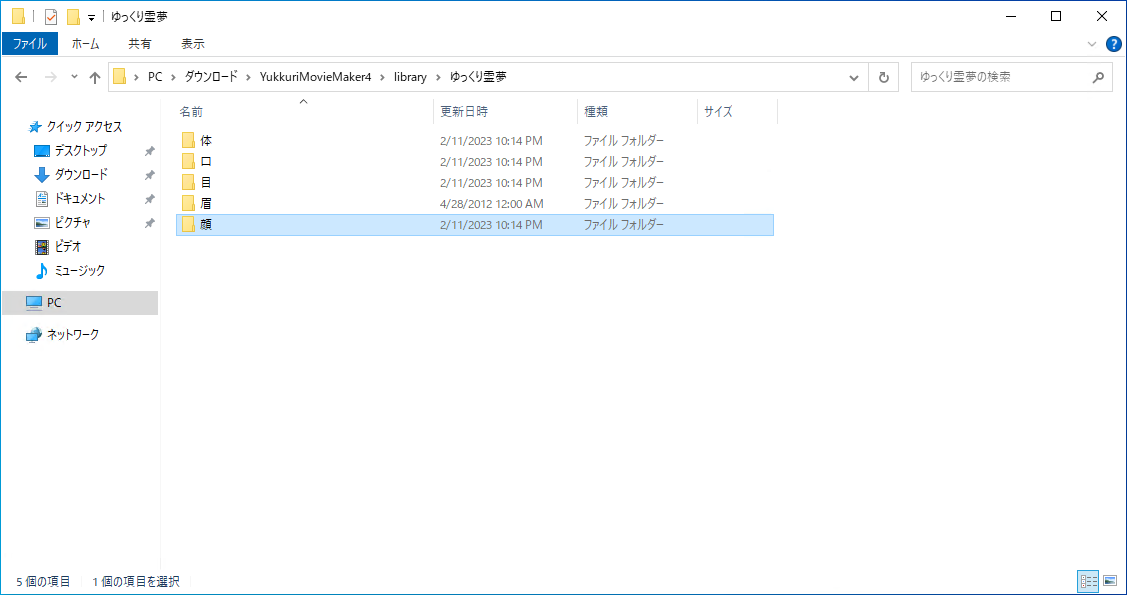 ゆっくり霊夢
ファイル ホーム 共有 表示
PC › ダウンロード › YukkuriMovieMaker4 › library › ゆっくり霊夢
ゆっくり霊夢の検索
クイック アクセス
デスクトップ
ダウンロード
ドキュメント
ピクチャ
ビデオ
ミュージック
PC
ネットワーク
名前 更新日時 種類 サイズ
体 2/11/2023 10:14 PM ファイル フォルダー
口 2/11/2023 10:14 PM ファイル フォルダー
目 2/11/2023 10:14 PM ファイル フォルダー
眉 4/28/2012 12:00 AM ファイル フォルダー
顔 2/11/2023 10:14 PM ファイル フォルダー
5 個の項目 1 個の項目を選択